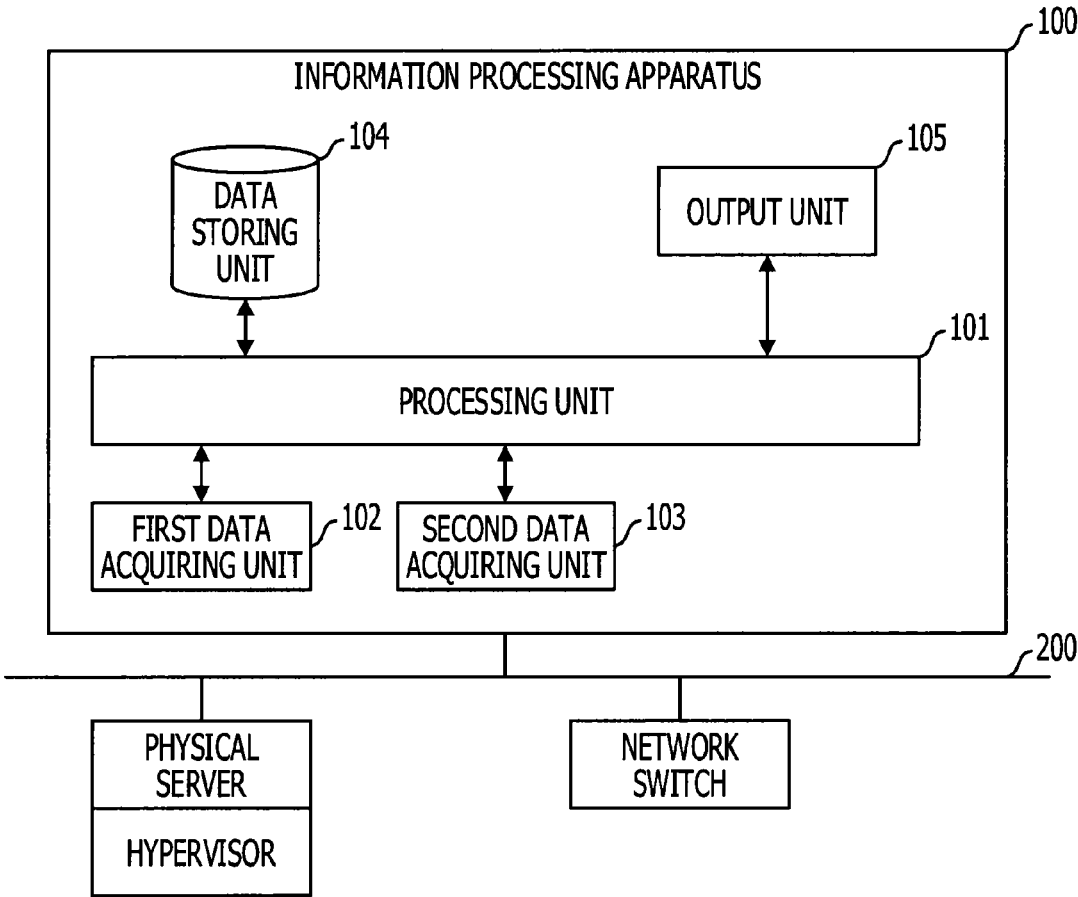 100
INFORMATION PROCESSING APPARATUS
104
DATA
STORING
UNIT
105
OUTPUT UNIT
101
PROCESSING UNIT
FIRST DATA
ACQUIRING UNIT
102
SECOND DATA
ACQUIRING UNIT
103
200
PHYSICAL
SERVER
HYPERVISOR
NETWORK
SWITCH